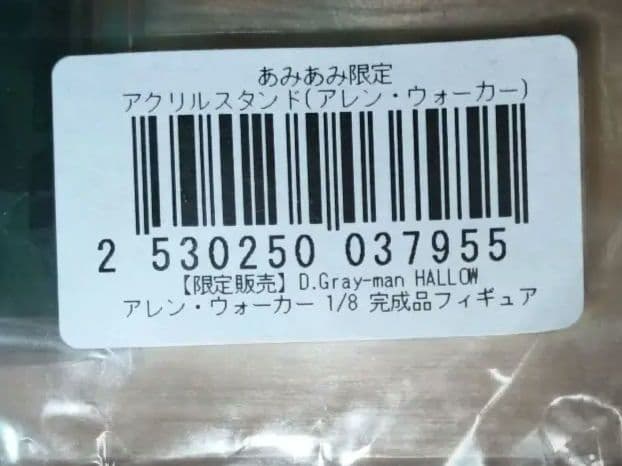 あみあみ限定
アクリルスタンド(アレン・ウォーカー)
2 530250 037955
【限定販売】D.Gray-man HALLOW
アレン・ウォーカー 1/8 完成品フィギュア